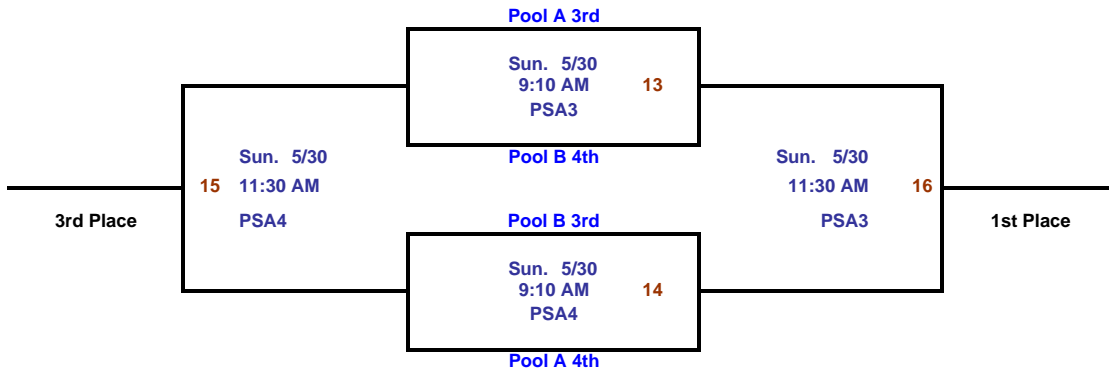 Pool A 3rd
Sun. 5/30
9:10 AM 13
PSA3
Pool B 4th
Sun. 5/30
15 11:30 AM
PSA4
3rd Place
Sun. 5/30
11:30 AM 16
PSA3
1st Place
Pool B 3rd
Sun. 5/30
9:10 AM 14
PSA4
Pool A 4th